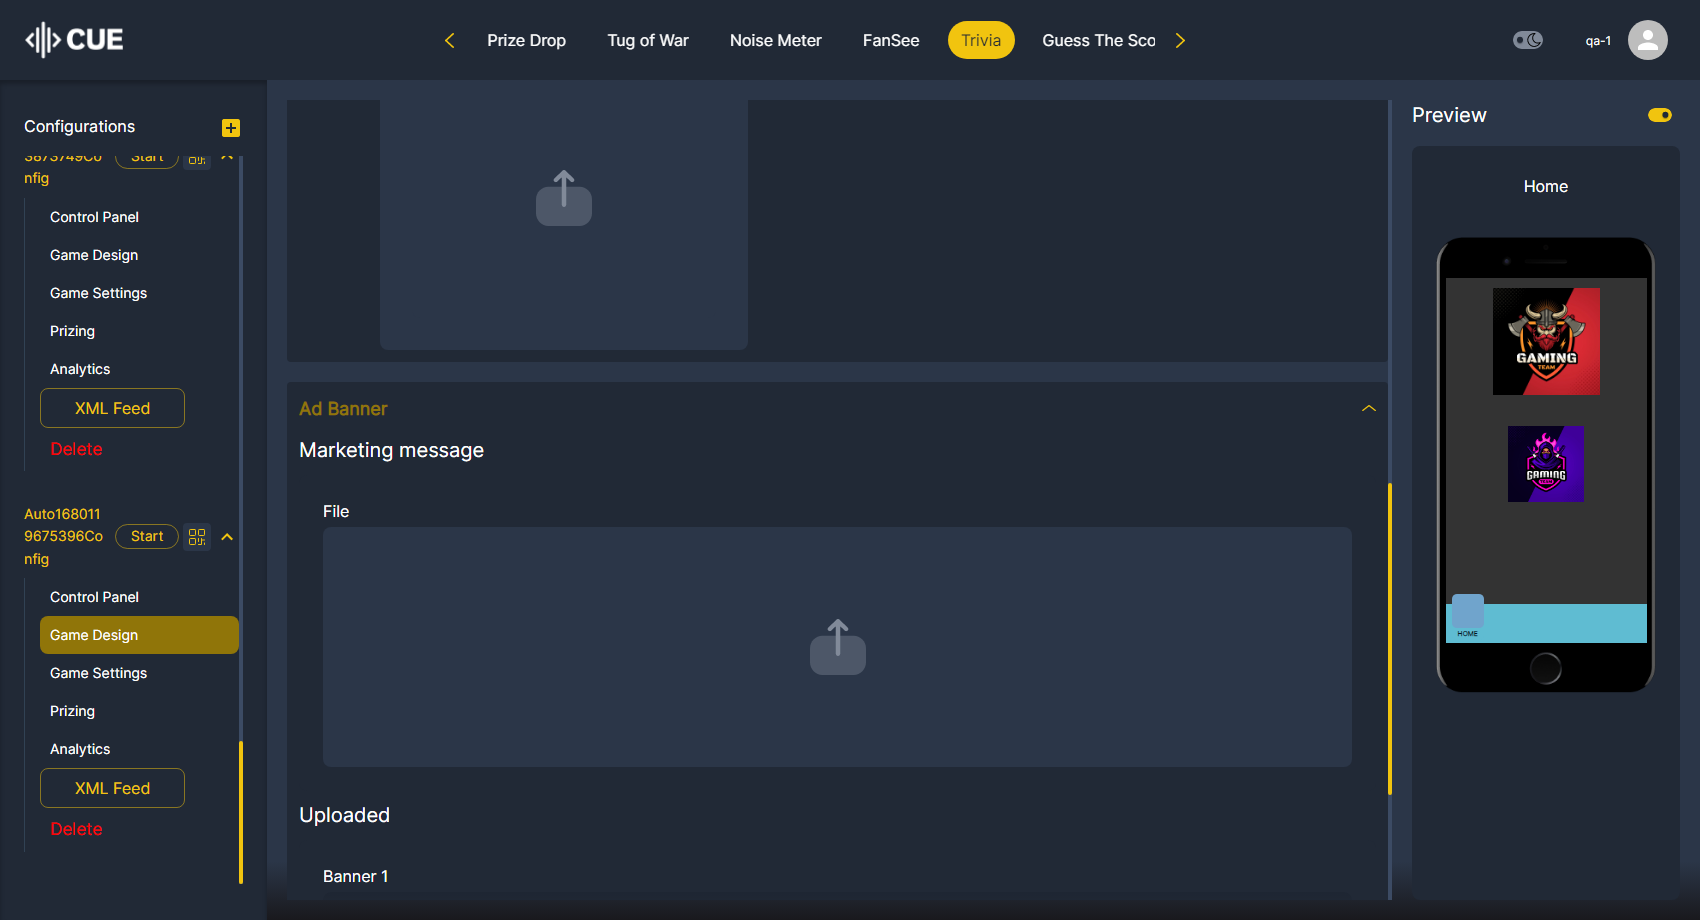 CUE
Prize Drop
Tug of War
Noise Meter
FanSee
Trivia
Guess The Sco
qa-1
Configurations
3873749Co
nfig
Start
Control Panel
Game Design
Game Settings
Prizing
Analytics
XML Feed
Delete
Auto168011
9675396Co
nfig
Start
Control Panel
Game Design
Game Settings
Prizing
Analytics
XML Feed
Delete
Ad Banner
Marketing message
File
Uploaded
Banner 1
Preview
Home
GAMING
TEAM
GAMING
TEAM
HOME